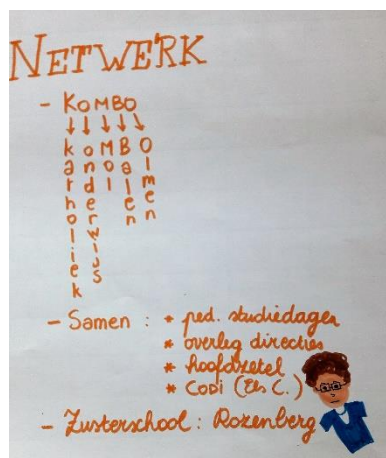 NETWERK
- KOMBO
katholiek
onderwijs
Mol
Balen
Olmen
- Samen : * ped. studiedagen
* overleg directies
* hoofdzetel
* Codi (Els C.)
- Zusterschool : Rozenberg